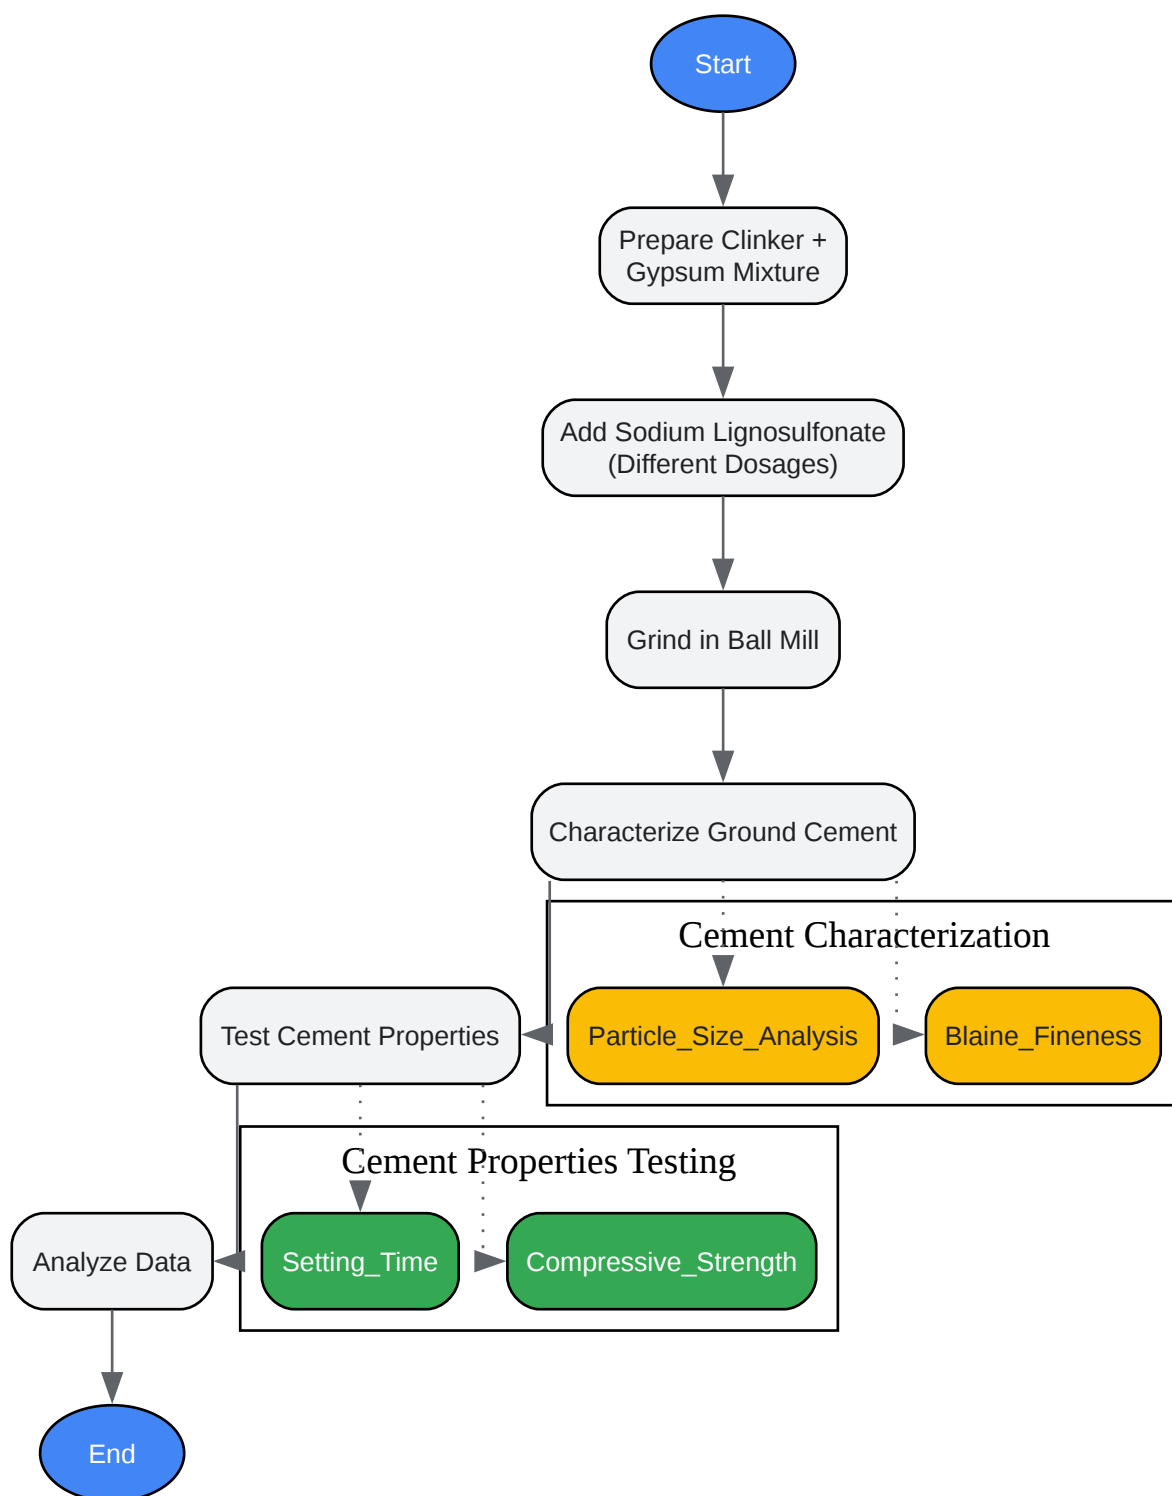 Start
Prepare Clinker +
Gypsum Mixture
Add Sodium Lignosulfonate
(Different Dosages)
Grind in Ball Mill
Characterize Ground Cement
Cement Characterization
Test Cement Properties
Particle_Size_Analysis
Blaine_Fineness
Cement Properties Testing
Analyze Data
Setting_Time
Compressive_Strength
End